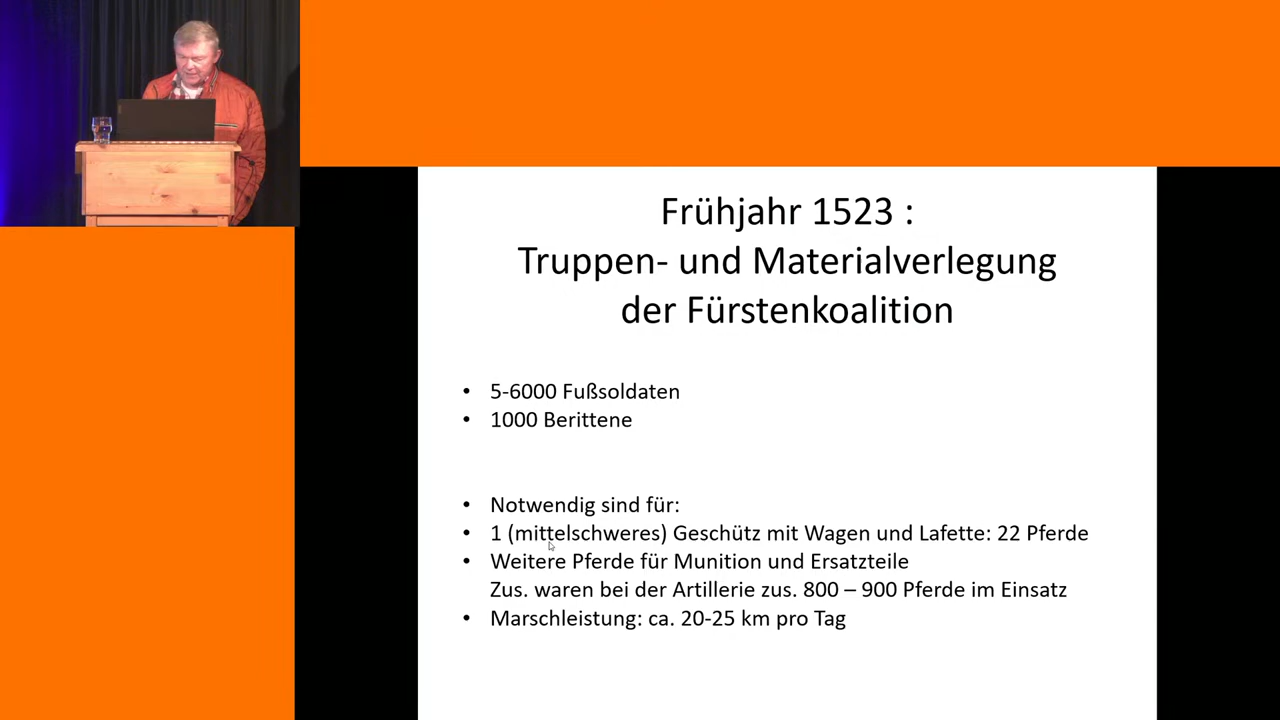 Frühjahr 1523 :
Truppen- und Materialverlegung
der Fürstenkoalition
• 5-6000 Fußsoldaten
• 1000 Berittene
• Notwendig sind für:
• 1 (mittelschweres) Geschütz mit Wagen und Lafette: 22 Pferde
• Weitere Pferde für Munition und Ersatzteile
Zus. waren bei der Artillerie zus. 800 – 900 Pferde im Einsatz
• Marschleistung: ca. 20-25 km pro Tag